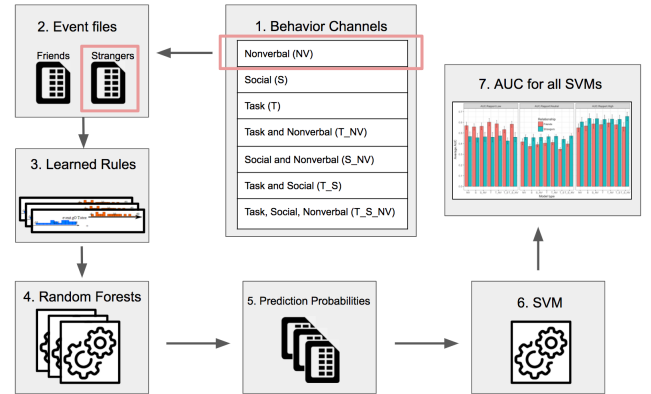 1. Behavior Channels
Nonverbal (NV)
Social (S)
Task (T)
Task and Nonverbal (T_NV)
Social and Nonverbal (S_NV)
Task and Social (T_S)
Task, Social, Nonverbal (T_S_NV)
2. Event files
Friends
Strangers
3. Learned Rules
4. Random Forests
5. Prediction Probabilities
6. SVM
7. AUC for all SVMs
Relationship
Model type